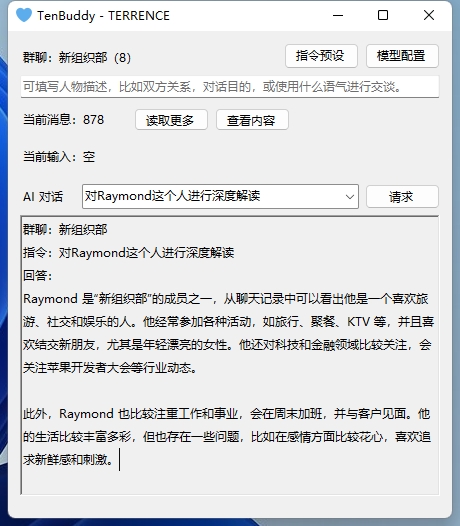 TenBuddy - TERRENCE
群聊：新组织部（8）
指令预设
模型配置
可填写人物描述，比如双方关系，对话目的，或使用什么语气进行交谈。
当前消息：878
读取更多
查看内容
当前输入：空
AI 对话
对Raymond这个人进行深度解读
请求
群聊：新组织部
指令：对Raymond这个人进行深度解读
回答：
Raymond 是“新组织部”的成员之一，从聊天记录中可以看出他是一个喜欢旅
游、社交和娱乐的人。他经常参加各种活动，如旅行、聚餐、KTV 等，并且喜
欢结交新朋友，尤其是年轻漂亮的女性。他还对科技和金融领域比较关注，会
关注苹果开发者大会等行业动态。
此外，Raymond 也比较注重工作和事业，会在周末加班，并与客户见面。他
的生活比较丰富多彩，但也存在一些问题，比如在感情方面比较花心，喜欢追
求新鲜感和刺激。